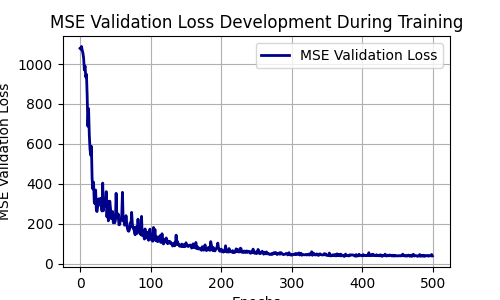 MSE Validation Loss Development During Training
MSE Validation Loss
1000
800
600
400
200
0
MSE Validation Loss
0 100 200 300 400 500
Epochs